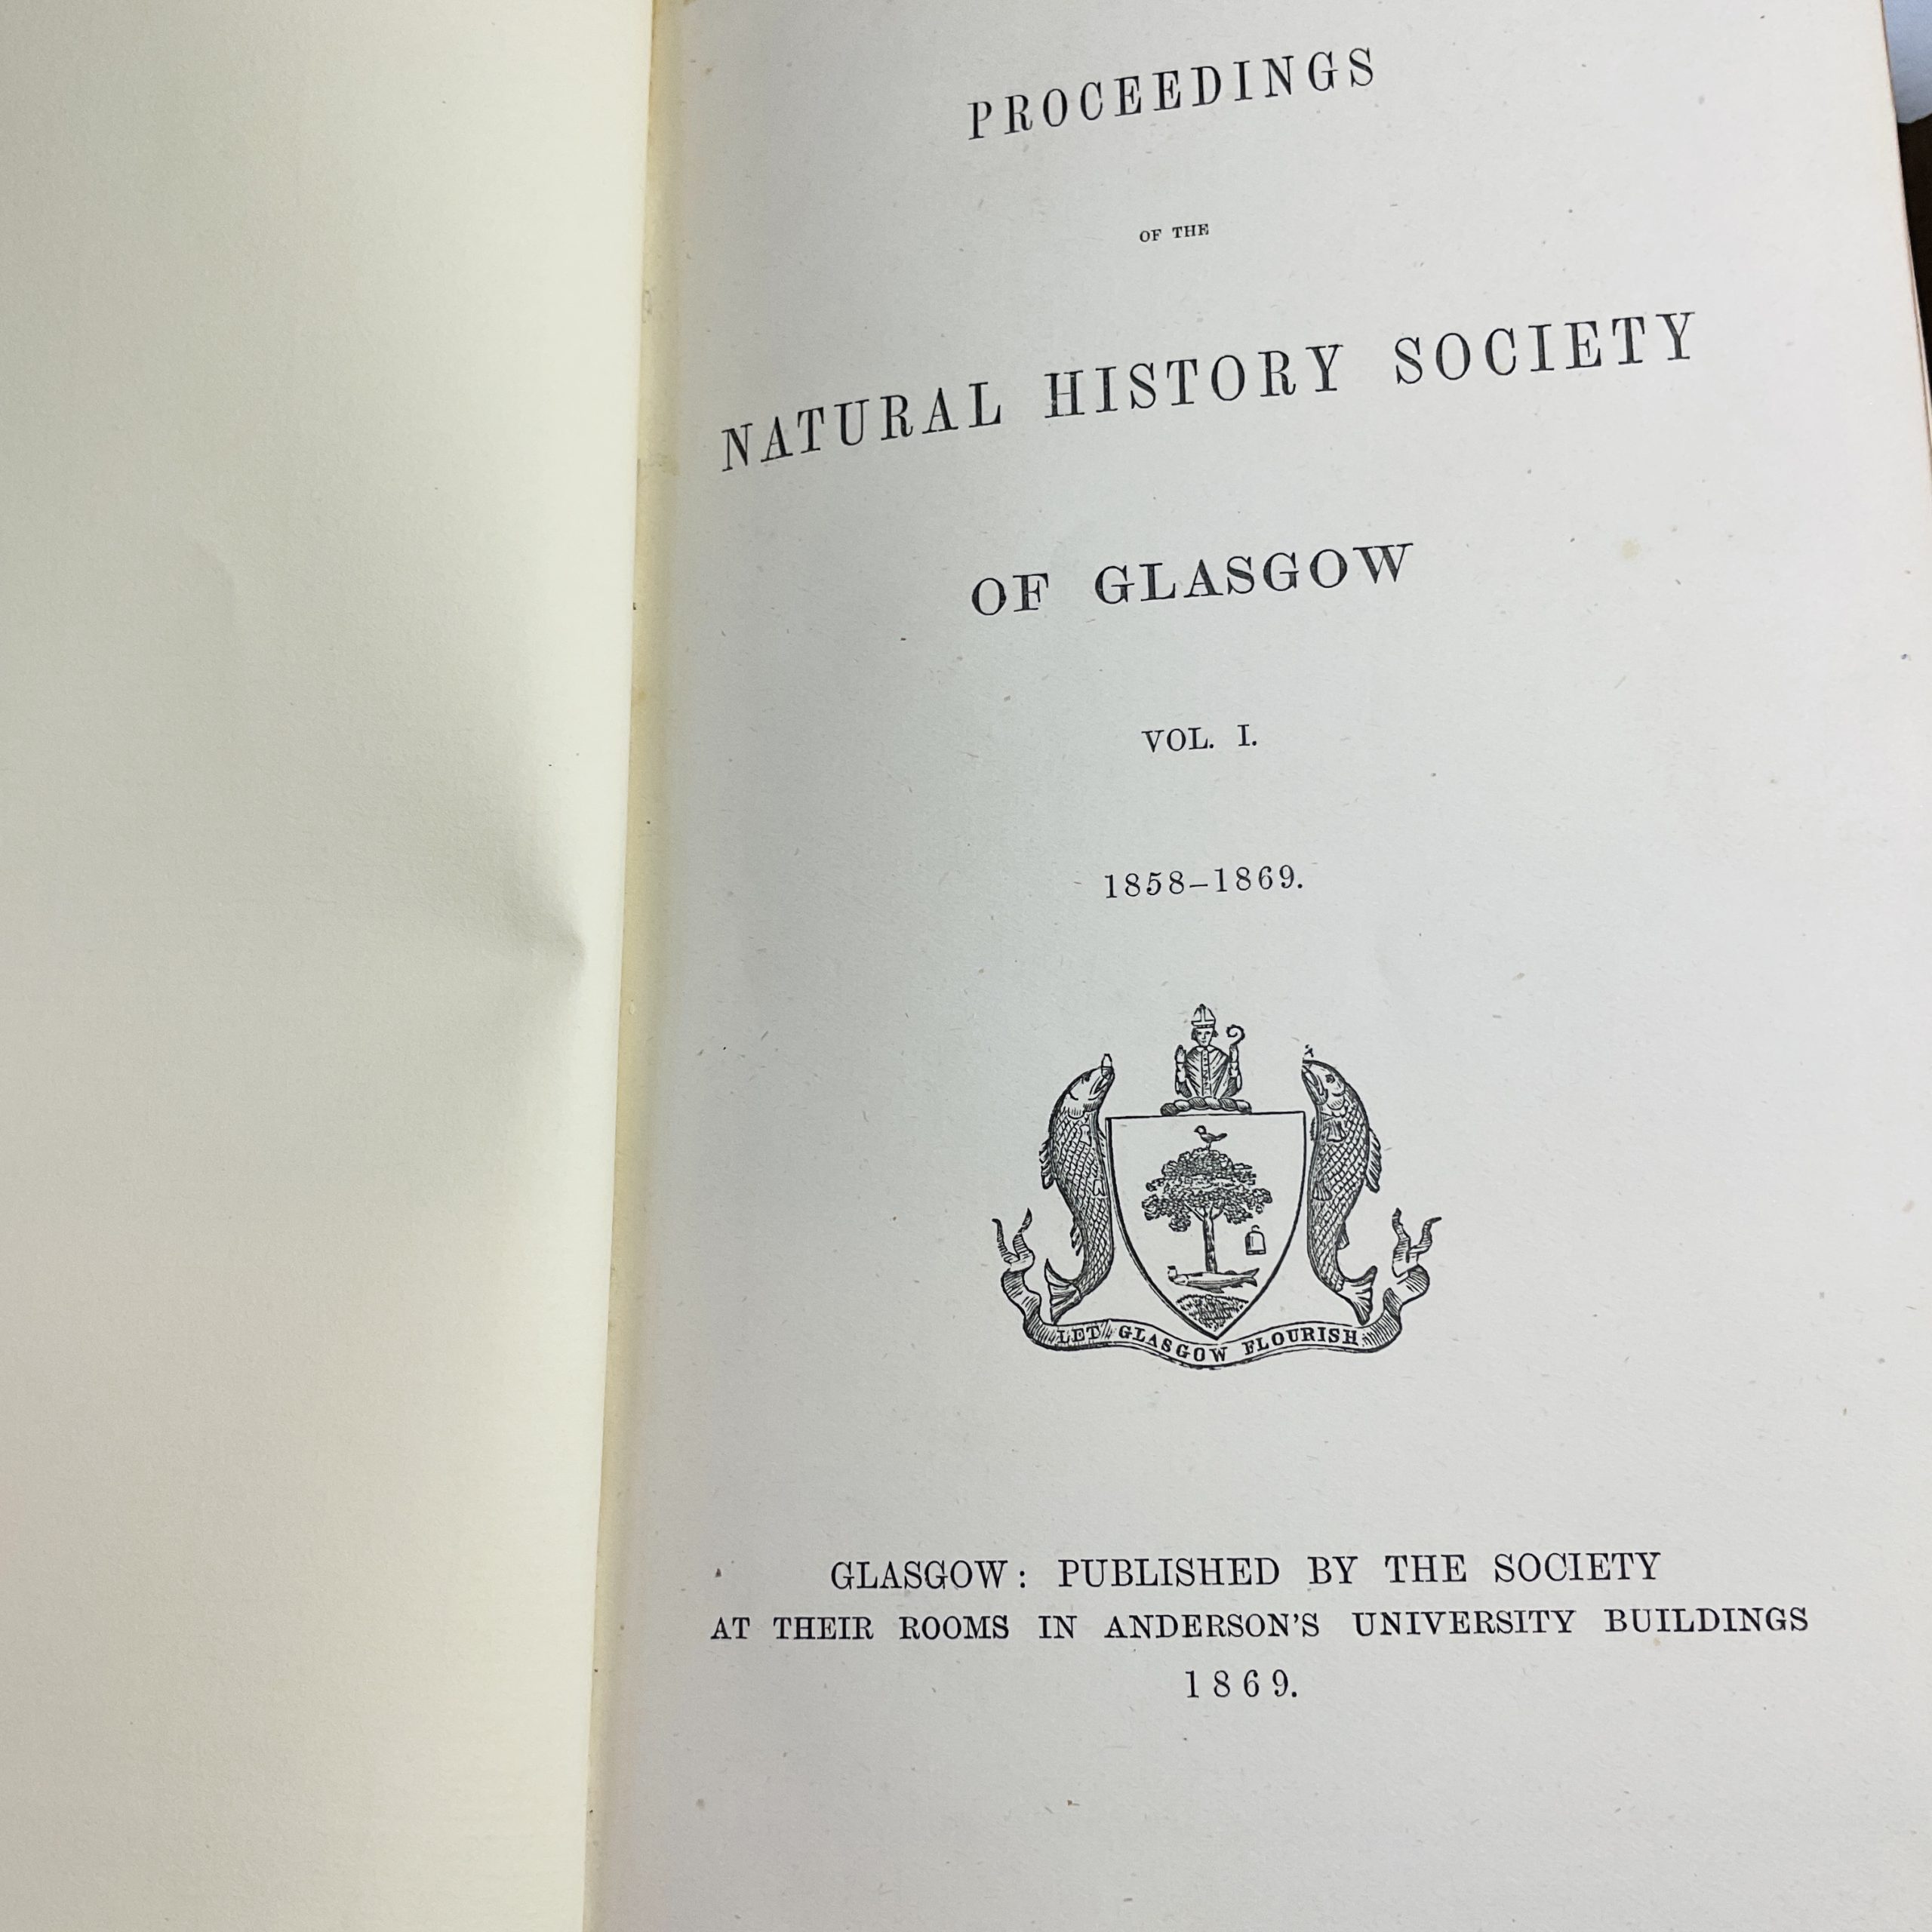 PROCEEDINGS
OF THE
NATURAL HISTORY SOCIETY
OF GLASGOW
VOL. I.
1858–1869.
LET GLASGOW FLOURISH
GLASGOW: PUBLISHED BY THE SOCIETY
AT THEIR ROOMS IN ANDERSON'S UNIVERSITY BUILDINGS
1869.